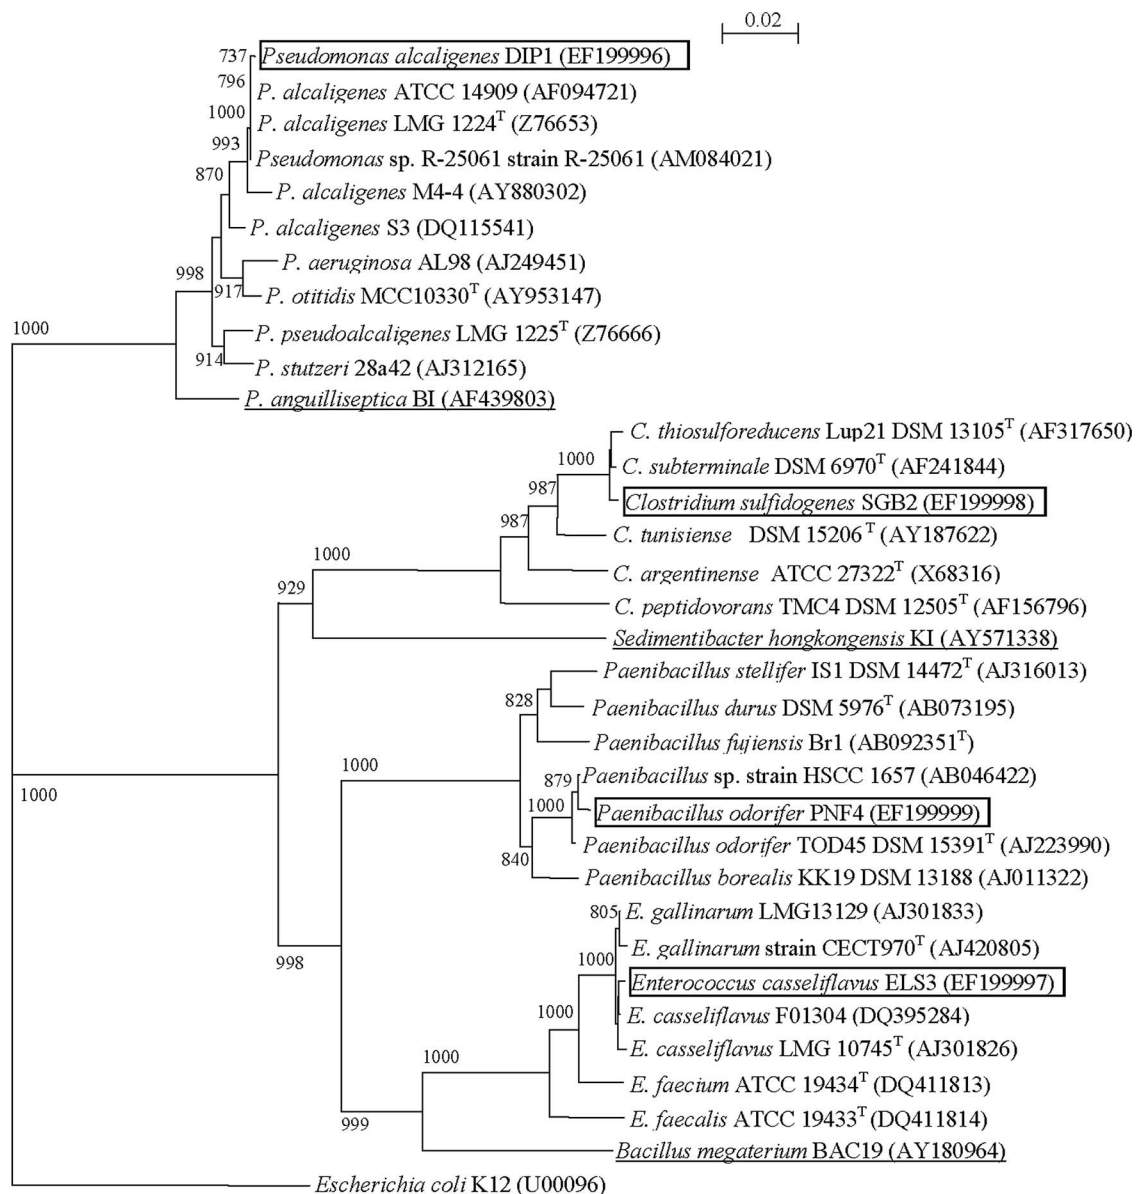 0.02
737 Pseudomonas alcaligenes DIP1 (EF199996)
796 P. alcaligenes ATCC 14909 (AF094721)
1000 P. alcaligenes LMG 1224T (Z76653)
993 Pseudomonas sp. R-25061 strain R-25061 (AM084021)
870 P. alcaligenes M4-4 (AY880302)
P. alcaligenes S3 (DQ115541)
998 P. aeruginosa AL98 (AJ249451)
917 P. otitidis MCC10330T (AY953147)
1000 P. pseudoalcaligenes LMG 1225T (Z76666)
914 P. stutzeri 28a42 (AJ312165)
P. anguilliseptica BI (AF439803)
C. thiosulforeducens Lup21 DSM 13105T (AF317650)
1000 C. subterminale DSM 6970T (AF241844)
987 Clostridium sulfidogenes SGB2 (EF199998)
987 C. tunisiense DSM 15206T (AY187622)
1000
929 C. argentinense ATCC 27322T (X68316)
C. peptidovorans TMC4 DSM 12505T (AF156796)
Sedimentibacter hongkongensis KI (AY571338)
Paenibacillus stellifer IS1 DSM 14472T (AJ316013)
828 Paenibacillus durus DSM 5976T (AB073195)
Paenibacillus fujiensis Br1 (AB092351T)
1000 879 Paenibacillus sp. strain HSCC 1657 (AB046422)
1000 1000 Paenibacillus odorifer PNF4 (EF199999)
840 Paenibacillus odorifer TOD45 DSM 15391T (AJ223990)
Paenibacillus borealis KK19 DSM 13188 (AJ011322)
805 E. gallinarum LMG13129 (AJ301833)
998 1000 E. gallinarum strain CECT970T (AJ420805)
Enterococcus casseliflavus ELS3 (EF199997)
1000 E. casseliflavus F01304 (DQ395284)
1000 E. casseliflavus LMG 10745T (AJ301826)
E. faecium ATCC 19434T (DQ411813)
999 E. faecalis ATCC 19433T (DQ411814)
Bacillus megaterium BAC19 (AY180964)
Escherichia coli K12 (U00096)